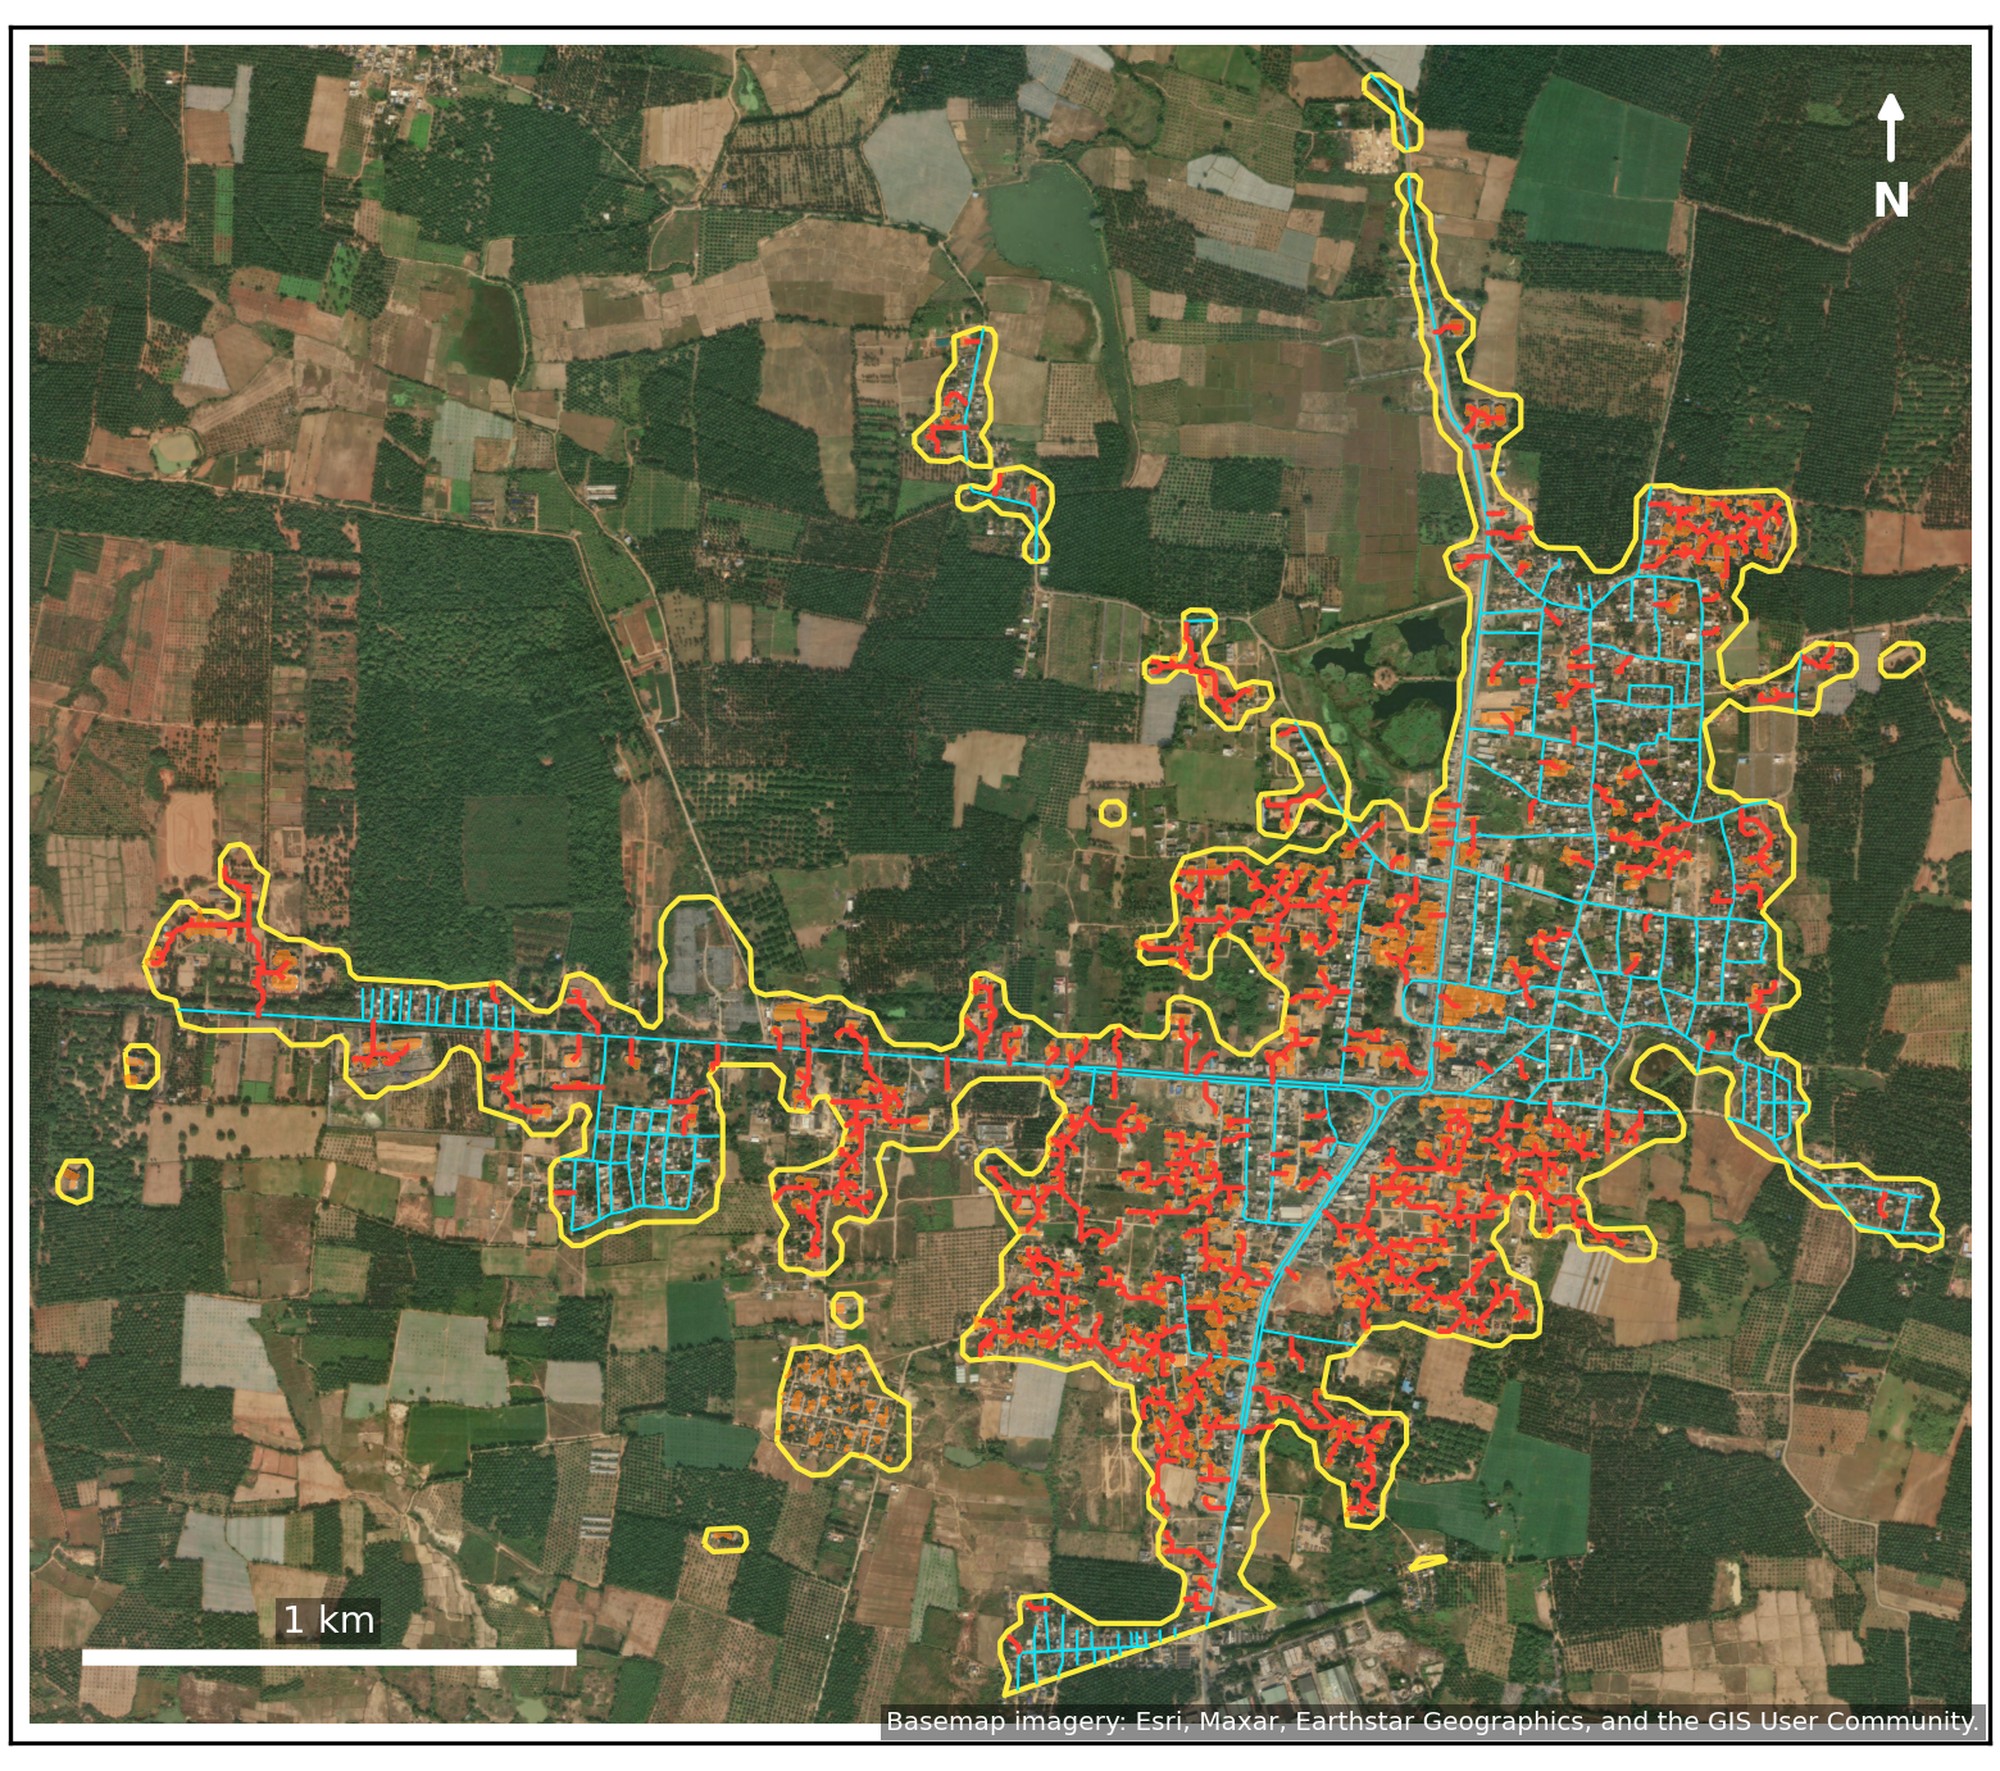 N
1 km
Basemap imagery: Esri, Maxar, Earthstar Geographics, and the GIS User Community.